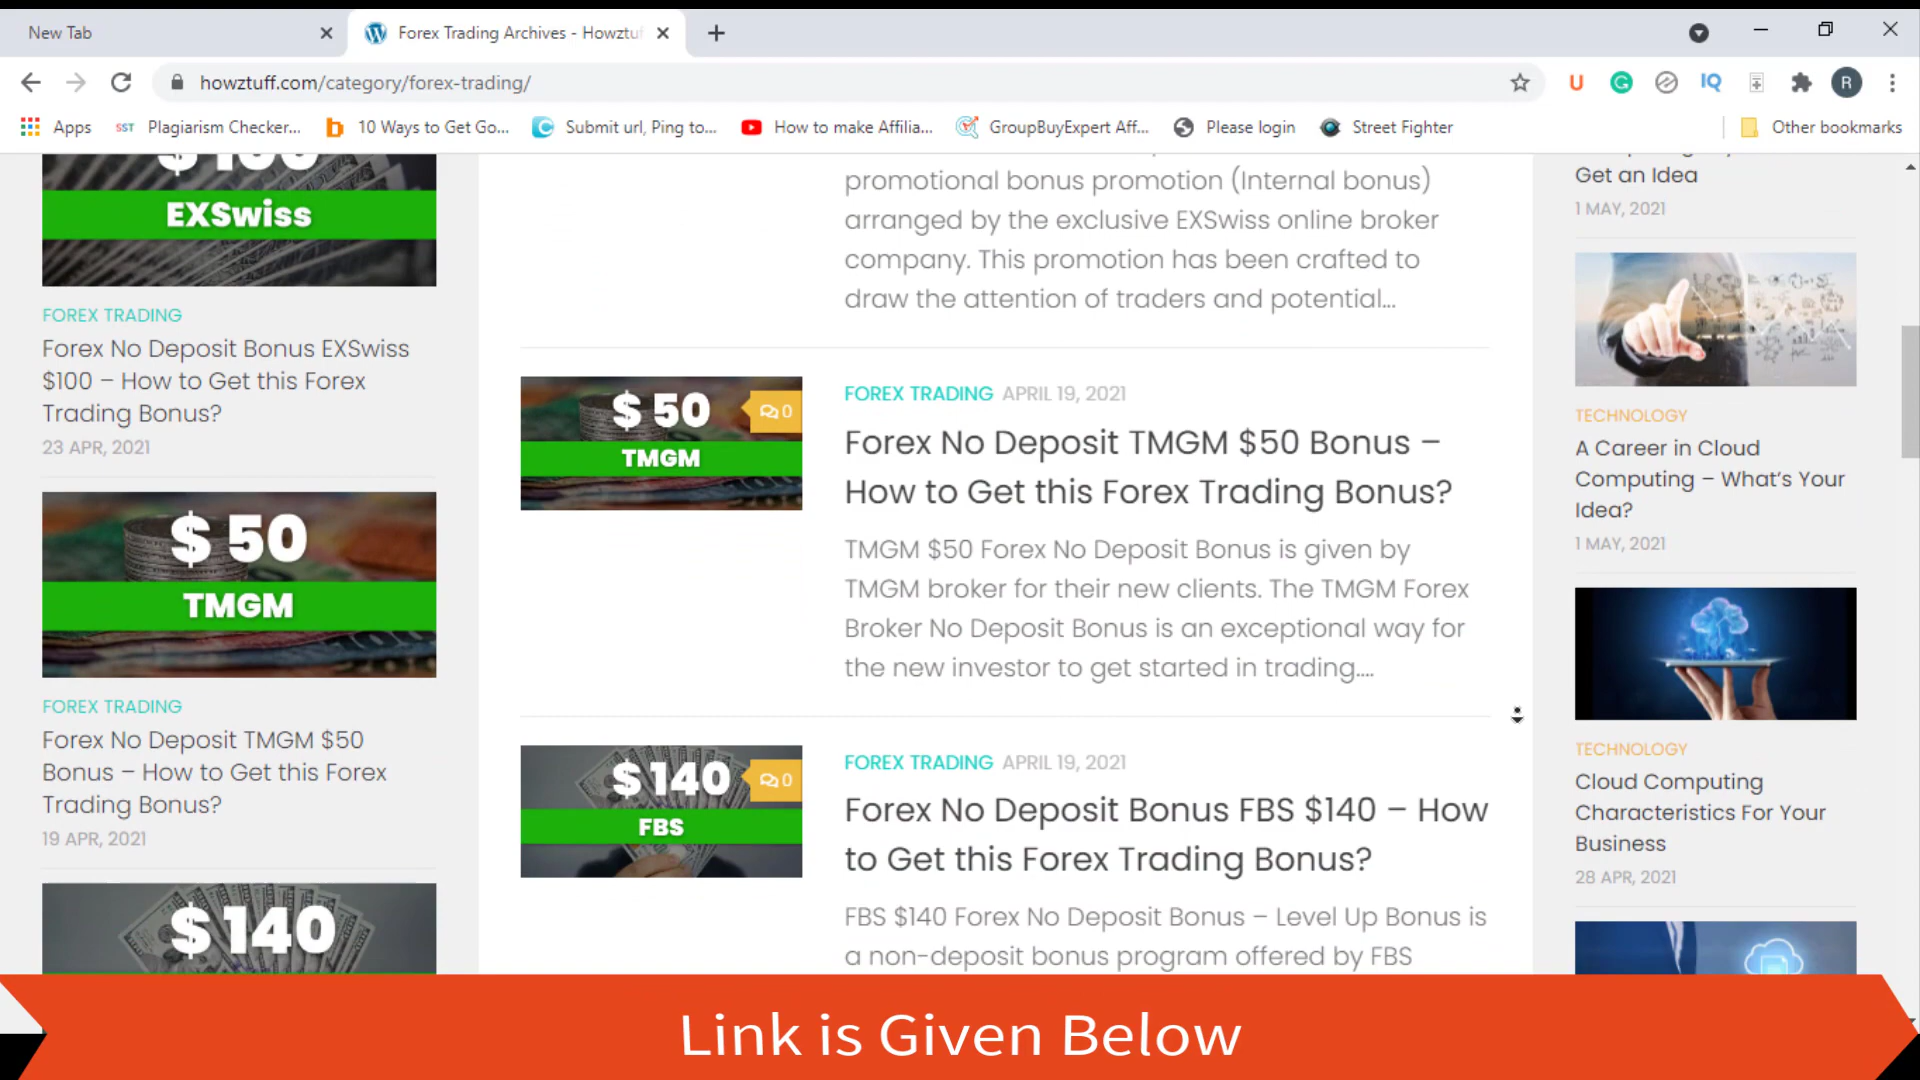 New Tab
Forex Trading Archives - Howztu
howztuff.com/category/forex-trading/
R
Apps
SST Plagiarism Checker...
10 Ways to Get Go...
Submit url, Ping to...
How to make Affilia...
GroupBuyExpert Aff...
Please login
Street Fighter
Other bookmarks
$100
EXSwiss
FOREX TRADING
Forex No Deposit Bonus EXSwiss
$100 – How to Get this Forex
Trading Bonus?
23 APR, 2021
$ 50
TMGM
FOREX TRADING
Forex No Deposit TMGM $50
Bonus – How to Get this Forex
Trading Bonus?
19 APR, 2021
$140
promotional bonus promotion (Internal bonus)
arranged by the exclusive EXSwiss online broker
company. This promotion has been crafted to
draw the attention of traders and potential...
$ 50
0
TMGM
FOREX TRADING APRIL 19, 2021
Forex No Deposit TMGM $50 Bonus –
How to Get this Forex Trading Bonus?
TMGM $50 Forex No Deposit Bonus is given by
TMGM broker for their new clients. The TMGM Forex
Broker No Deposit Bonus is an exceptional way for
the new investor to get started in trading....
$140
0
FBS
FOREX TRADING APRIL 19, 2021
Forex No Deposit Bonus FBS $140 – How
to Get this Forex Trading Bonus?
FBS $140 Forex No Deposit Bonus – Level Up Bonus is
a non-deposit bonus program offered by FBS
Get an Idea
1 MAY, 2021
TECHNOLOGY
A Career in Cloud
Computing – What's Your
Idea?
1 MAY, 2021
TECHNOLOGY
Cloud Computing
Characteristics For Your
Business
28 APR, 2021
Link is Given Below